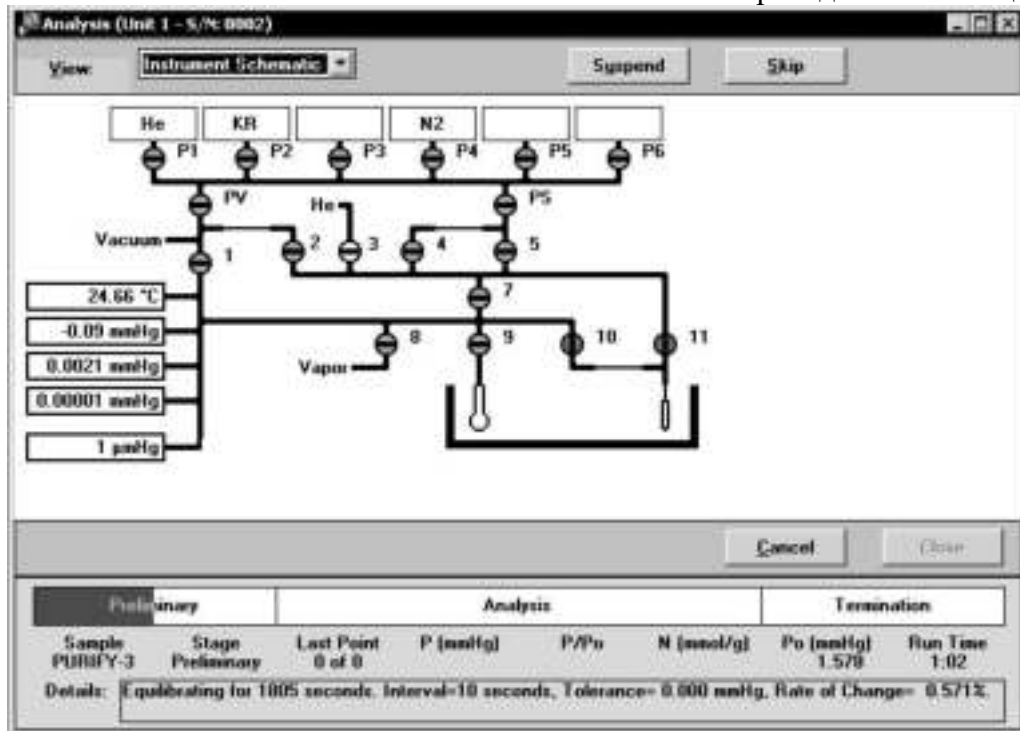 Analysis (Unit 1 - S/N: 0002)
View: Instrument Schematic Suspend Skip
He KR N2
P1 P2 P3 P4 P5 P6
PV He PS
Vacuum 1 2 3 4 5
24.66 °C 7
-0.09 mmHg 8 9 10 11
0.0021 mmHg Vapor
0.00001 mmHg
1 µmHg
Cancel Close
Preliminary Analysis Termination
Sample Stage Last Point P (mmHg) P/Po N (mmol/g) Po (mmHg) Run Time
PURIFY-3 Preliminary 0 of 0 1.578 1:02
Details: Equilibrating for 1005 seconds. Interval=10 seconds, Tolerance= 0.000 mmHg, Rate of Change= 0.571%.